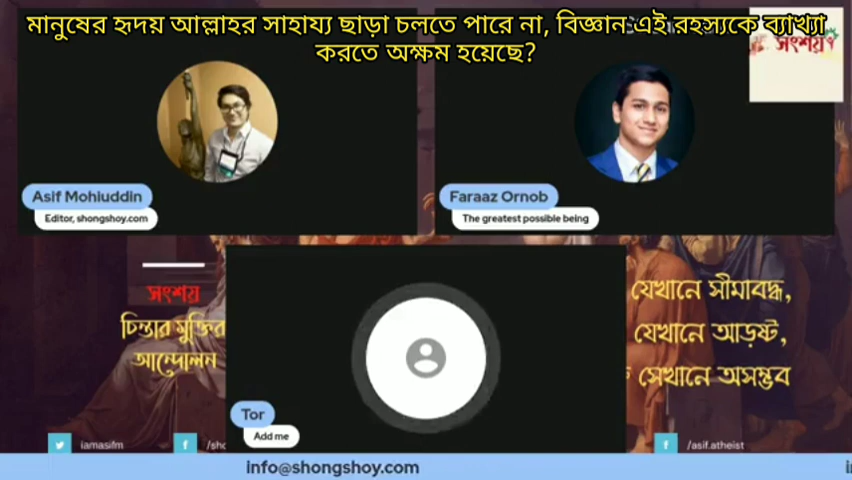 মানুষের হৃদয় আল্লাহর সাহায্য ছাড়া চলতে পারে না, বিজ্ঞান এই রহস্যকে ব্যাখ্যা
করতে অক্ষম হয়েছে?
সংশয়
Asif Mohiuddin
Editor, shongshoy.com
Faraaz Ornob
The greatest possible being
সংশয়
চিন্তার মুক্তির
আন্দোলন
যেখানে সীমাবদ্ধ,
যেখানে আড়ষ্ট,
সেখানে অসম্ভব
Tor
Add me
iamasifm
/sho
/asif.atheist
info@shongshoy.com